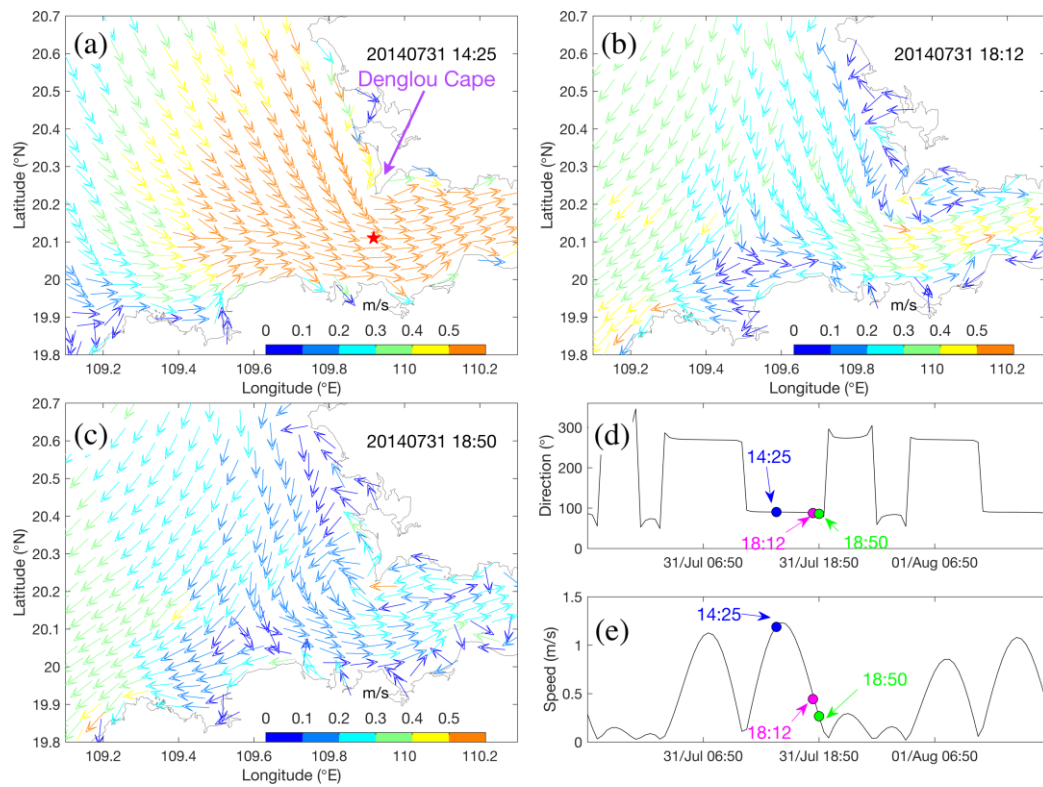 (a)
20140731 14:25
Denglou Cape
20.7
20.6
20.5
20.4
20.3
20.2
20.1
20
19.9
19.8
Latitude (°N)
m/s
0 0.1 0.2 0.3 0.4 0.5
109.2 109.4 109.6 109.8 110 110.2
Longitude (°E)
(b)
20140731 18:12
20.7
20.6
20.5
20.4
20.3
20.2
20.1
20
19.9
19.8
Latitude (°N)
m/s
0 0.1 0.2 0.3 0.4 0.5
109.2 109.4 109.6 109.8 110 110.2
Longitude (°E)
(c)
20140731 18:50
20.7
20.6
20.5
20.4
20.3
20.2
20.1
20
19.9
19.8
Latitude (°N)
m/s
0 0.1 0.2 0.3 0.4 0.5
109.2 109.4 109.6 109.8 110 110.2
Longitude (°E)
(d)
300
200
100
0
Direction (°)
14:25
18:12
18:50
31/Jul 06:50 31/Jul 18:50 01/Aug 06:50
(e)
1.5
1
0.5
0
Speed (m/s)
14:25
18:50
18:12
31/Jul 06:50 31/Jul 18:50 01/Aug 06:50